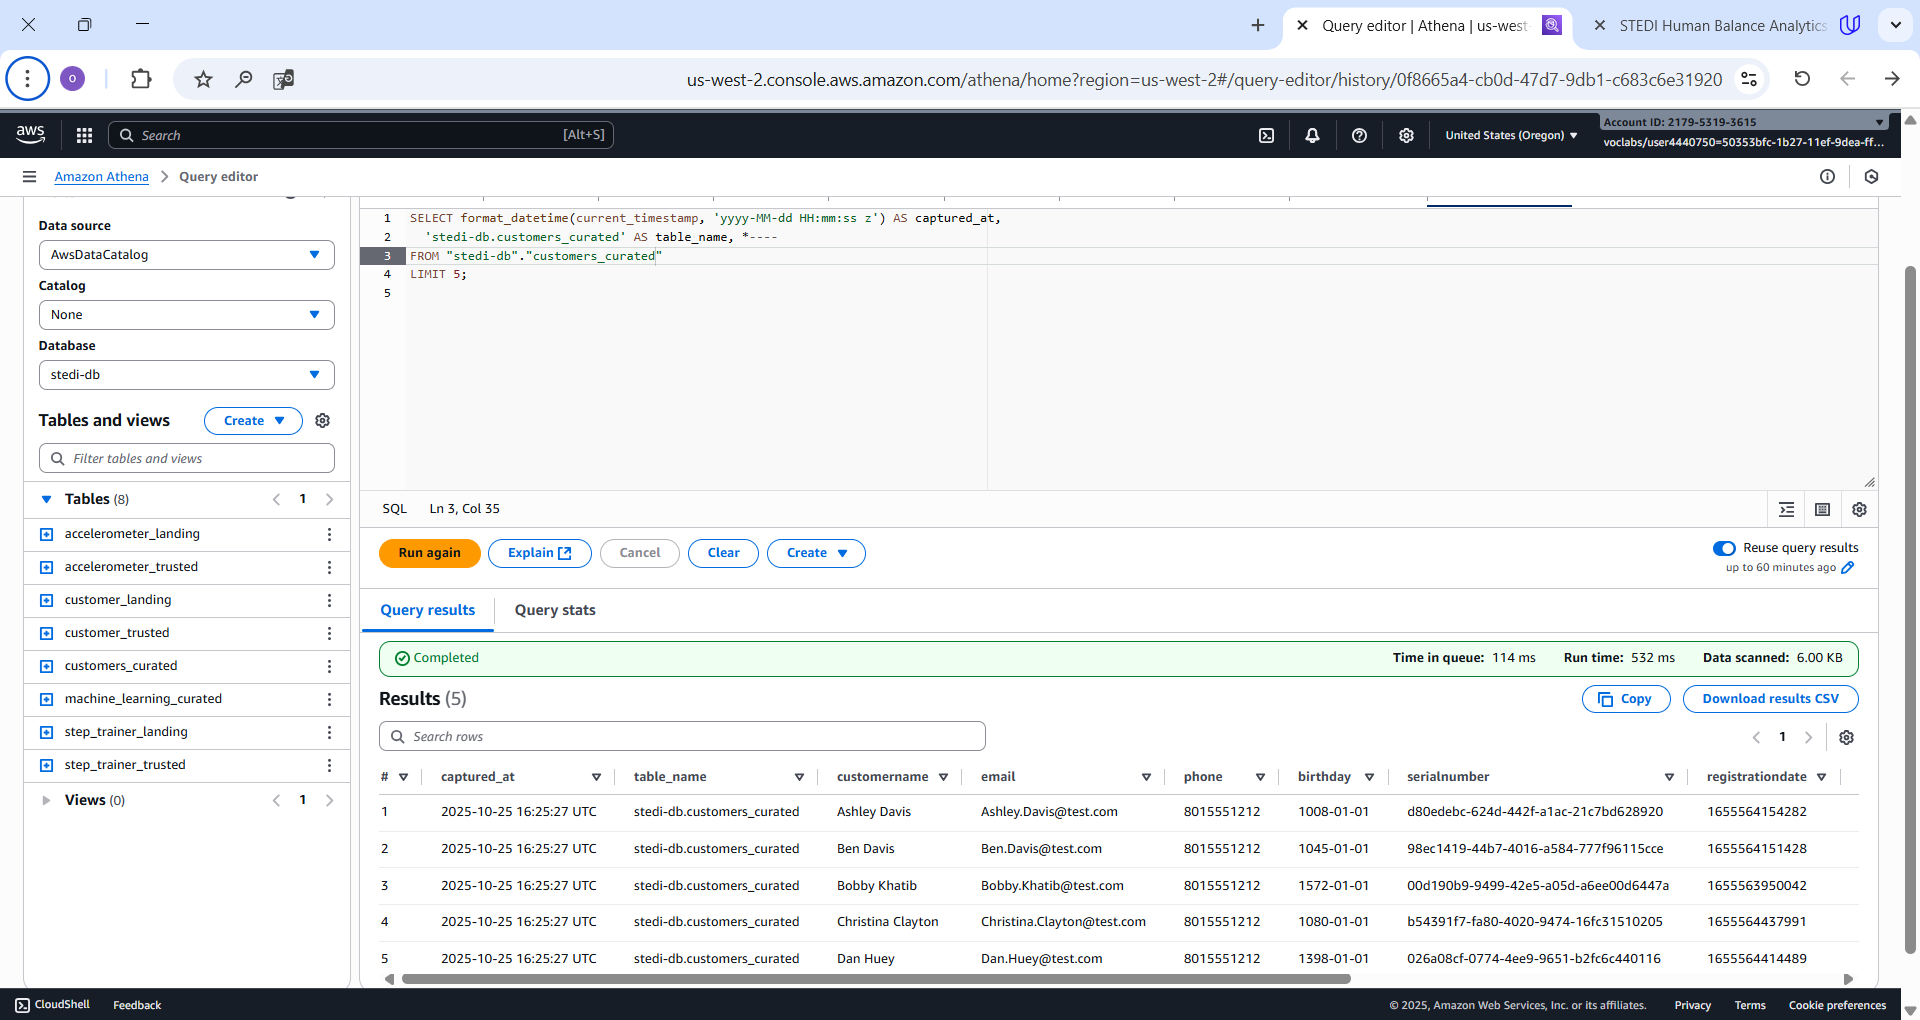 Query editor | Athena | us-west-
STEDI Human Balance Analytics
o
us-west-2.console.aws.amazon.com/athena/home?region=us-west-2#/query-editor/history/0f8665a4-cb0d-47d7-9db1-c683c6e31920
aws
Search
[Alt+S]
United States (Oregon)
Account ID: 2179-5319-3615
voclabs/user4440750=50353bfc-1b27-11ef-9dea-ff...
Amazon Athena > Query editor
Data source
AwsDataCatalog
Catalog
None
Database
stedi-db
Tables and views
Create
Filter tables and views
Tables (8)
< 1 >
accelerometer_landing
accelerometer_trusted
customer_landing
customer_trusted
customers_curated
machine_learning_curated
step_trainer_landing
step_trainer_trusted
Views (0)
< 1 >
1 SELECT format_datetime(current_timestamp, 'yyyy-MM-dd HH:mm:ss z') AS captured_at,
2 'stedi-db.customers_curated' AS table_name, *----
3 FROM "stedi-db"."customers_curated"
4 LIMIT 5;
5
SQL Ln 3, Col 35
Run again
Explain
Cancel
Clear
Create
Reuse query results
up to 60 minutes ago
Query results
Query stats
Completed
Time in queue: 114 ms
Run time: 532 ms
Data scanned: 6.00 KB
Results (5)
Copy
Download results CSV
Search rows
< 1 >
# captured_at table_name customername email phone birthday serialnumber registrationdate
1 2025-10-25 16:25:27 UTC stedi-db.customers_curated Ashley Davis Ashley.Davis@test.com 8015551212 1008-01-01 d80edebc-624d-442f-a1ac-21c7bd628920 1655564154282
2 2025-10-25 16:25:27 UTC stedi-db.customers_curated Ben Davis Ben.Davis@test.com 8015551212 1045-01-01 98ec1419-44b7-4016-a584-777f96115cce 1655564151428
3 2025-10-25 16:25:27 UTC stedi-db.customers_curated Bobby Khatib Bobby.Khatib@test.com 8015551212 1572-01-01 00d190b9-9499-42e5-a05d-a6ee00d6447a 1655563950042
4 2025-10-25 16:25:27 UTC stedi-db.customers_curated Christina Clayton Christina.Clayton@test.com 8015551212 1080-01-01 b54391f7-fa80-4020-9474-16fc31510205 1655564437991
5 2025-10-25 16:25:27 UTC stedi-db.customers_curated Dan Huey Dan.Huey@test.com 8015551212 1398-01-01 026a08cf-0774-4ee9-9651-b2fc6c440116 1655564414489
CloudShell
Feedback
© 2025, Amazon Web Services, Inc. or its affiliates.
Privacy
Terms
Cookie preferences